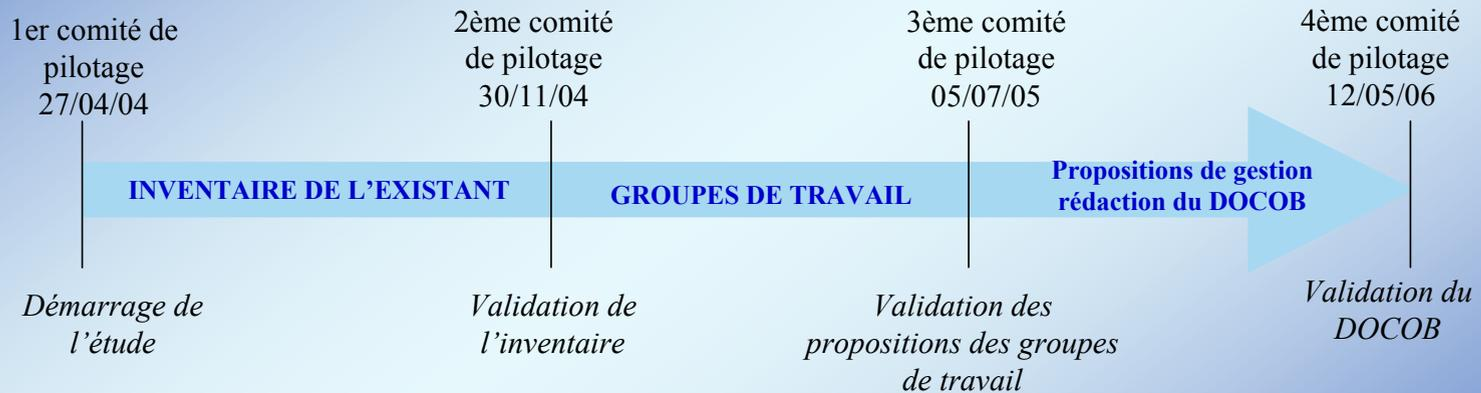 1er comité de
pilotage
27/04/04
2ème comité
de pilotage
30/11/04
3ème comité
de pilotage
05/07/05
4ème comité
de pilotage
12/05/06
INVENTAIRE DE L’EXISTANT
GROUPES DE TRAVAIL
Propositions de gestion
rédaction du DOCOB
Démarrage de
l’étude
Validation de
l’inventaire
Validation des
propositions des groupes
de travail
Validation du
DOCOB